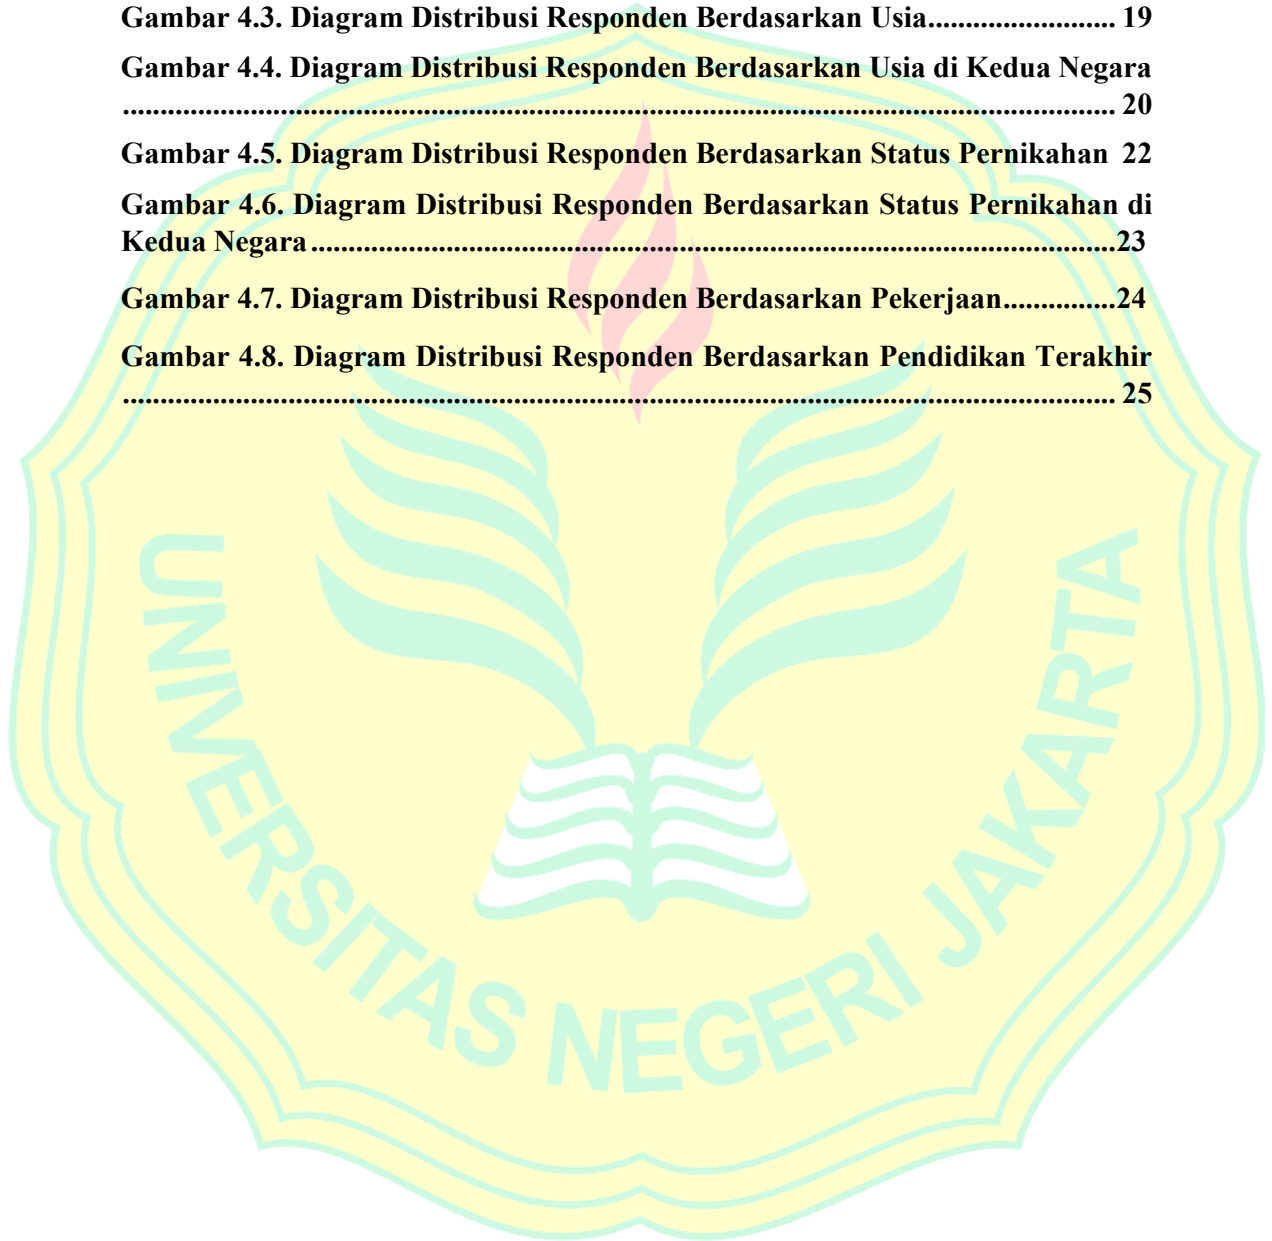 Gambar 4.3. Diagram Distribusi Responden Berdasarkan Usia......................... 19
Gambar 4.4. Diagram Distribusi Responden Berdasarkan Usia di Kedua Negara
.................................................................................................................................... 20
Gambar 4.5. Diagram Distribusi Responden Berdasarkan Status Pernikahan 22
Gambar 4.6. Diagram Distribusi Responden Berdasarkan Status Pernikahan di
Kedua Negara...........................................................................................................23
Gambar 4.7. Diagram Distribusi Responden Berdasarkan Pekerjaan...............24
Gambar 4.8. Diagram Distribusi Responden Berdasarkan Pendidikan Terakhir
.................................................................................................................................... 25
UNIVERSITAS NEGERI JAKARTA